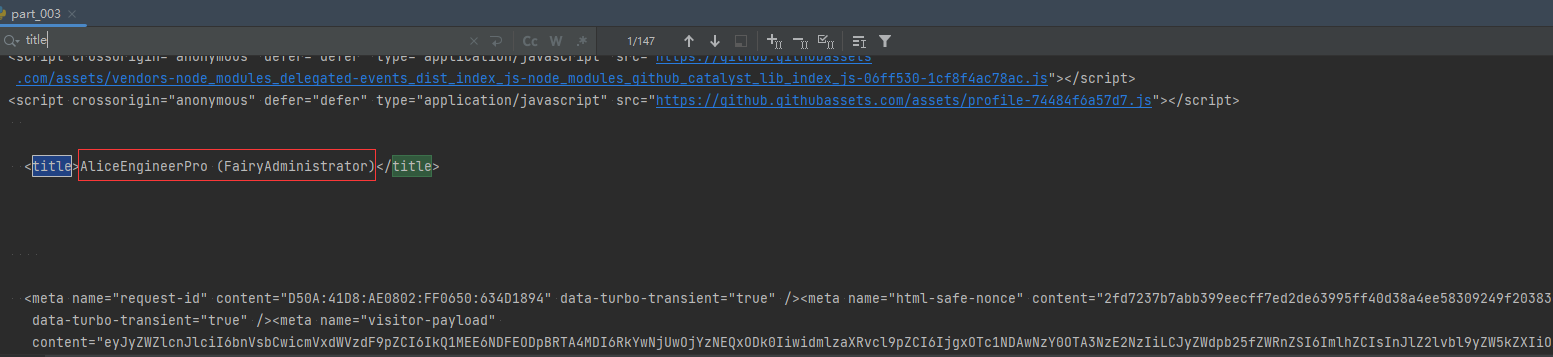 part_003
title
Cc W .* 1/147
<script crossorigin="anonymous" defer="defer" type="application/javascript" src="https://github.githubassets
.com/assets/vendors-node_modules_delegated-events_dist_index_js-node_modules_github_catalyst_lib_index_js-06ff530-1cf8f4ac78ac.js"></script>
<script crossorigin="anonymous" defer="defer" type="application/javascript" src="https://github.githubassets.com/assets/profile-74484f6a57d7.js"></script>
<title>AliceEngineerPro (FairyAdministrator)</title>
<meta name="request-id" content="D50A:41D8:AE0802:FF0650:634D1894" data-turbo-transient="true" /><meta name="html-safe-nonce" content="2fd7237b7abb399eecff7ed2de63995ff40d38a4ee58309249f20383
data-turbo-transient="true" /><meta name="visitor-payload"
content="eyJyZWZlcnJlciI6bnVsbCwicmVxdWVzdF9pZCI6IkQ1MEE6NDFEODpBRTA4MDI6RkYwNjUwOjYzNEQxODk0IiwidmlzaXRvcl9pZCI6IjgxOTc1NDAwNzY0OTA3NzE2NzIiLCJyZWdpb25fZWRnZSI6ImlhZCIsInJlZ2lvbl9yZW5kZXIiO